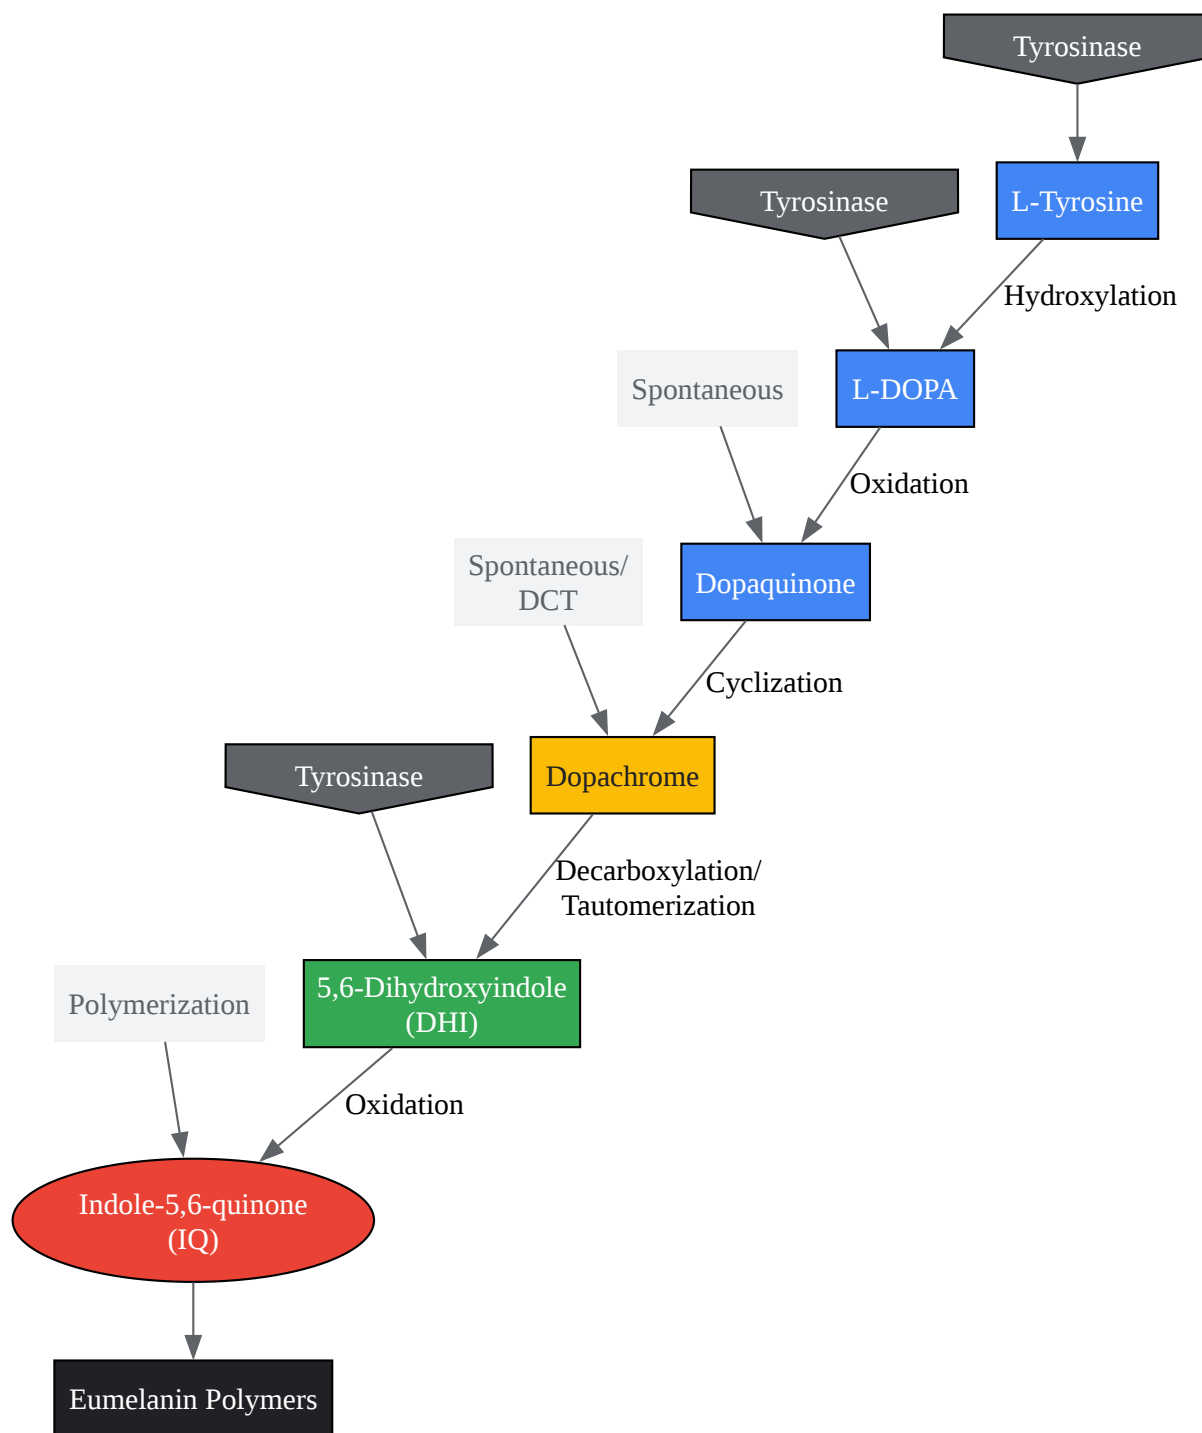 Tyrosinase
Tyrosinase
L-Tyrosine
Hydroxylation
Spontaneous
L-DOPA
Oxidation
Spontaneous/
DCT
Dopaquinone
Cyclization
Tyrosinase
Dopachrome
Decarboxylation/
Tautomerization
Polymerization
5,6-Dihydroxyindole
(DHI)
Oxidation
Indole-5,6-quinone
(IQ)
Eumelanin Polymers